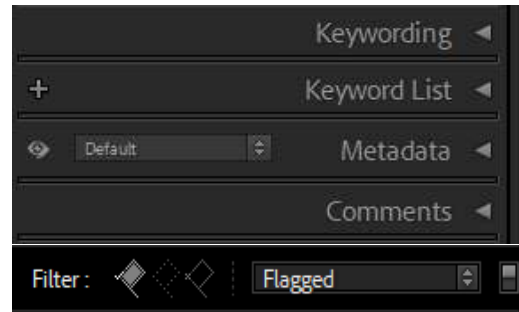 Keywording
Keyword List
Default Metadata
Comments
Filter : Flagged